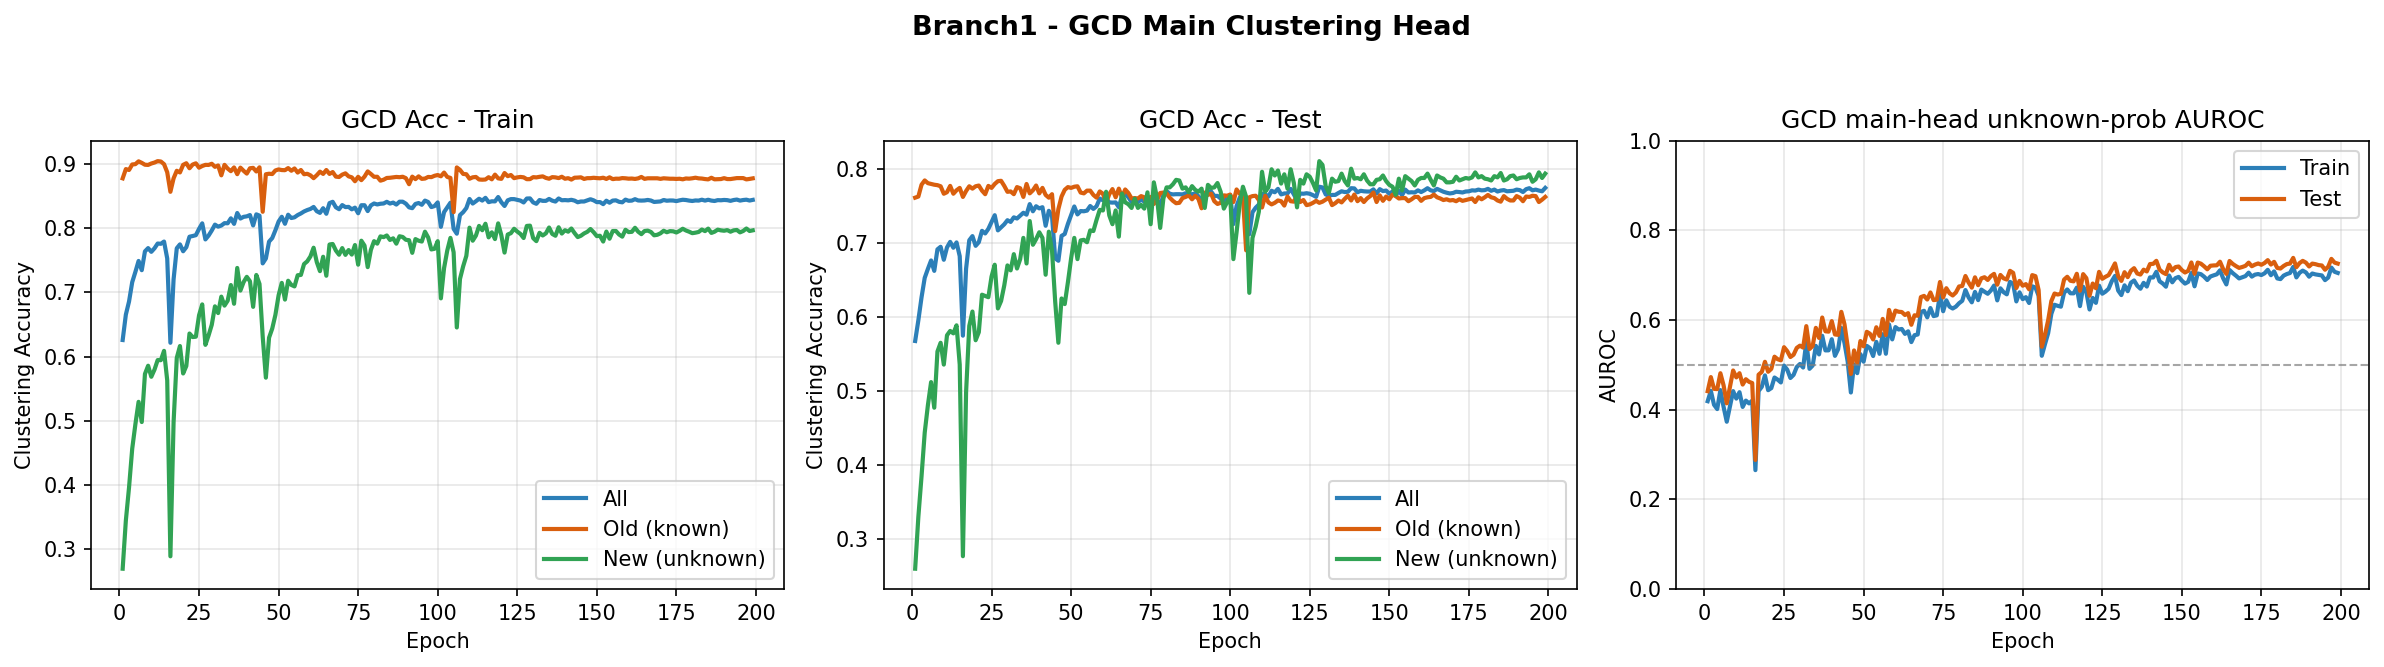 Branch1 - GCD Main Clustering Head
GCD Acc - Train
Clustering Accuracy
0.9
0.8
0.7
0.6
0.5
0.4
0.3
All
Old (known)
New (unknown)
0 25 50 75 100 125 150 175 200
Epoch
GCD Acc - Test
Clustering Accuracy
0.8
0.7
0.6
0.5
0.4
0.3
All
Old (known)
New (unknown)
0 25 50 75 100 125 150 175 200
Epoch
GCD main-head unknown-prob AUROC
AUROC
1.0
0.8
0.6
0.4
0.2
0.0
Train
Test
0 25 50 75 100 125 150 175 200
Epoch